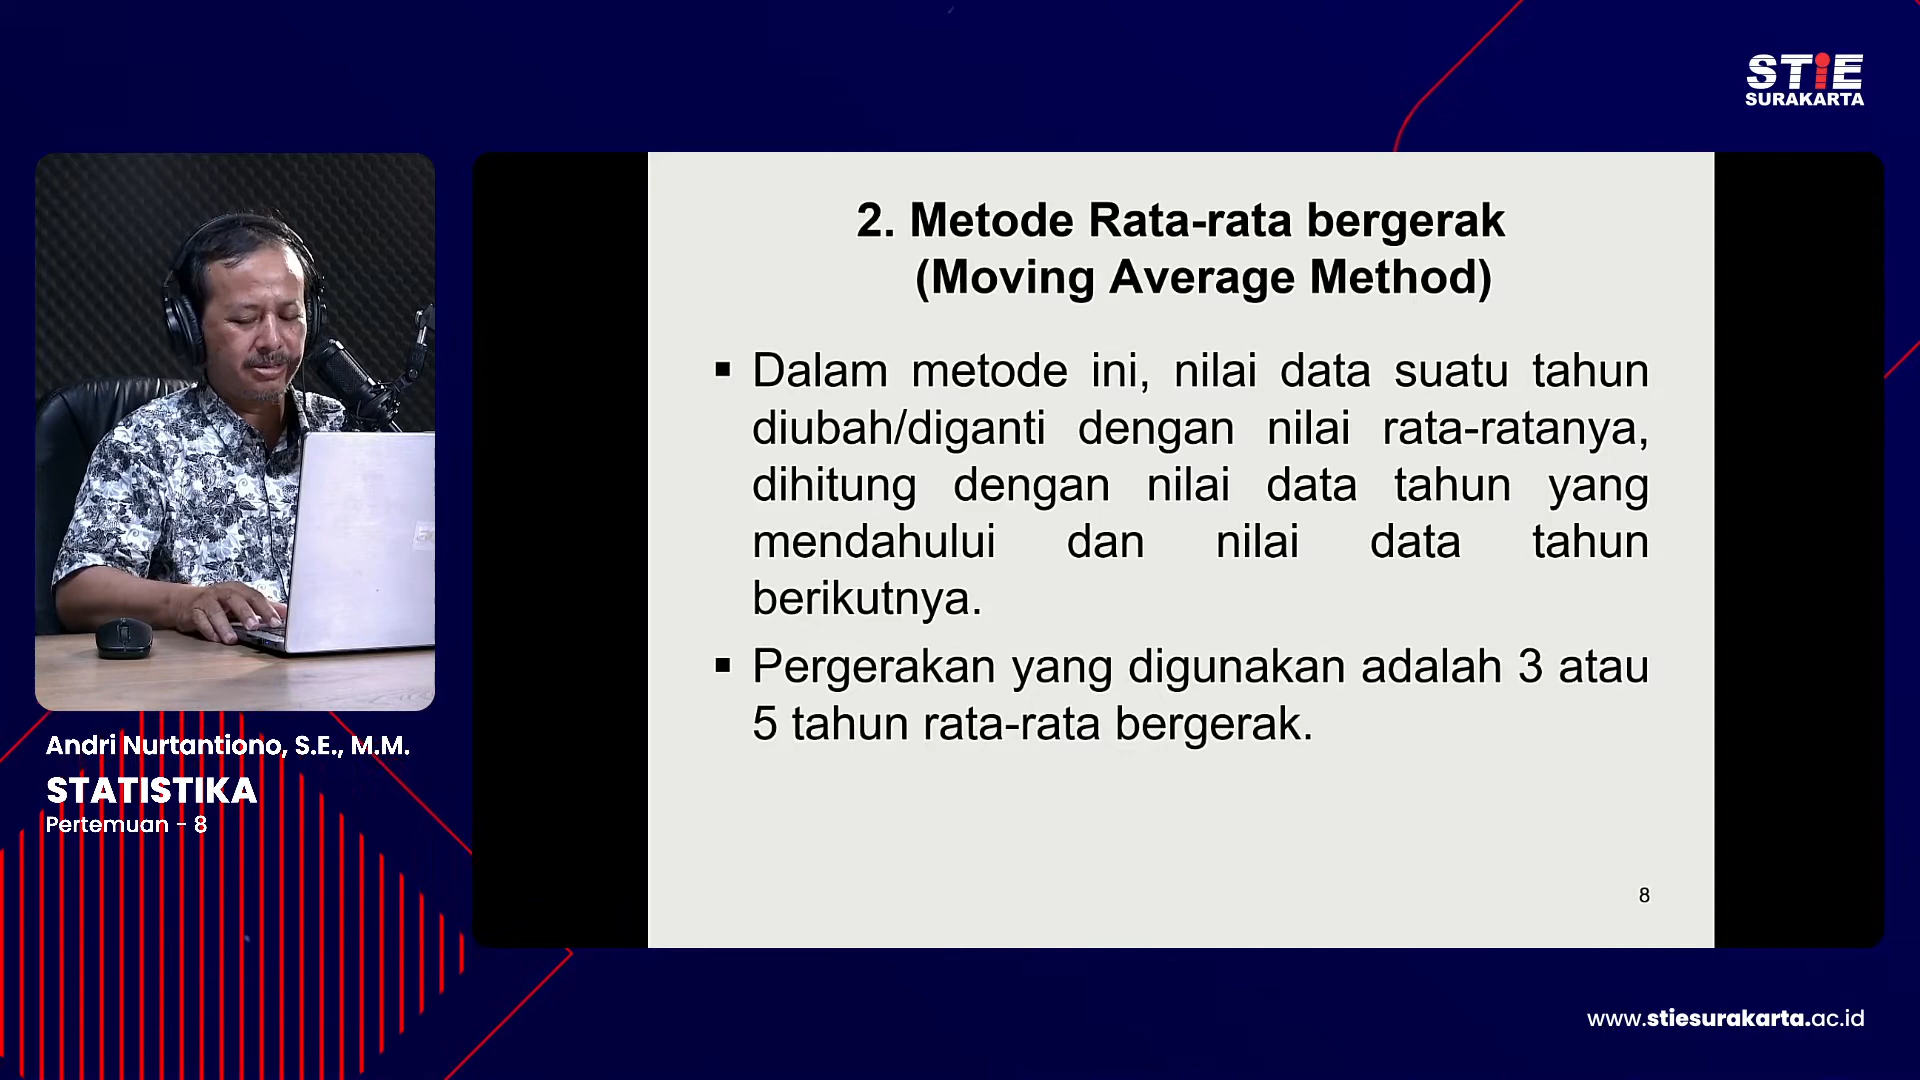 STiE
SURAKARTA
2. Metode Rata-rata bergerak
(Moving Average Method)
▪ Dalam metode ini, nilai data suatu tahun
diubah/diganti dengan nilai rata-ratanya,
dihitung dengan nilai data tahun yang
mendahului dan nilai data tahun
berikutnya.
▪ Pergerakan yang digunakan adalah 3 atau
5 tahun rata-rata bergerak.
8
Andri Nurtantiono, S.E., M.M.
STATISTIKA
Pertemuan - 8
www.stiesurakarta.ac.id